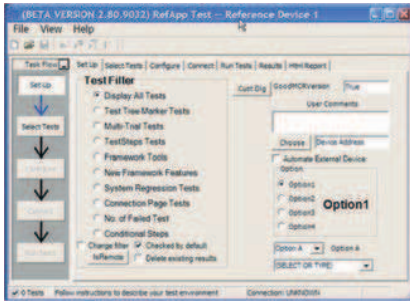 (BETA VERSION 2.80.9032) RefApp Test -- Reference Device 1
File View Help
Task Flow
Set Up Select Tests Configure Connect Run Tests Results Html Report
Set Up
Select Tests
Test Filler
Display All Tests
Test Tree Marker Tests
Multi-Trial Tests
TestSteps Tests
Framework Tools
New Framework Features
System Regression Tests
Connection Page Tests
No. of Failed Test
Conditional Steps
Change filter Checked by default
IsRemote Delete existing results
Cust Dlg GoodMCRversion True
User Comments
Choose Device Address
Automate External Device
Option
Option1
Option2
Option3
Option4
Option1
Option A Option A
(SELECT OR TYPE)
0 Tests Follow instructions to describe your test environment Connection: UNKNOWN